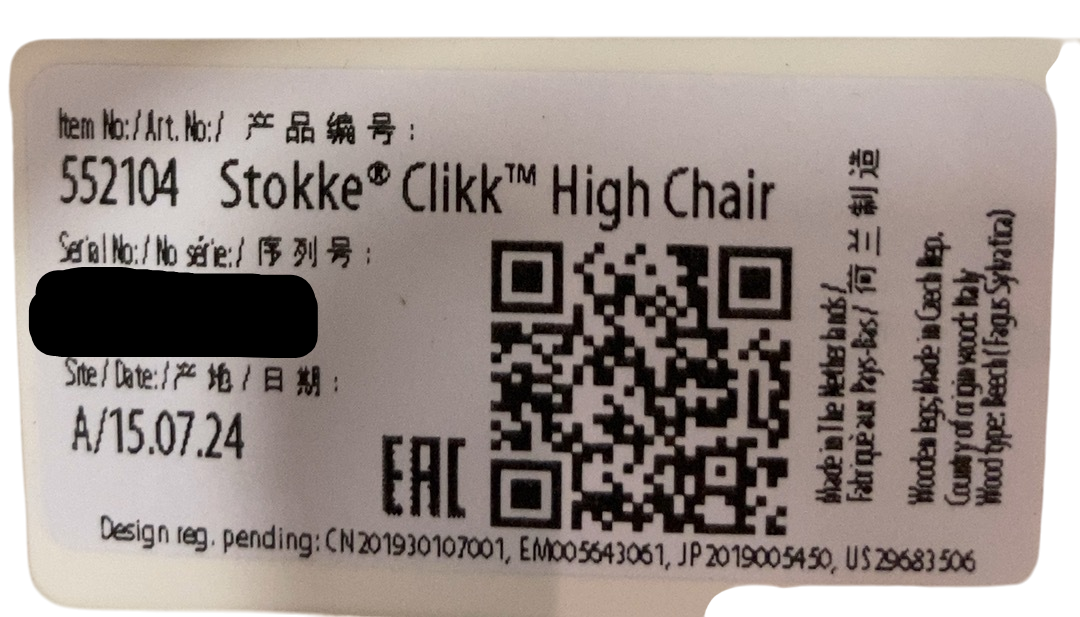 Item No:/Art. No:/ 产品编号:
552104 Stokke® Clikk™ High Chair
Serial No:/No série:/ 序列号:
Site/Date:/产地/日期:
A/15.07.24
EAC
Design reg. pending: CN201930107001, EM005643061, JP2019005450, US29683506
Made in The Netherlands/
Fabriqué aux Pays-Bas/ 荷兰制造
Wooden legs; Made in Czech Rep.
Country of origin wood: Italy
Wood type: Beech (Fagus Sylvatica)